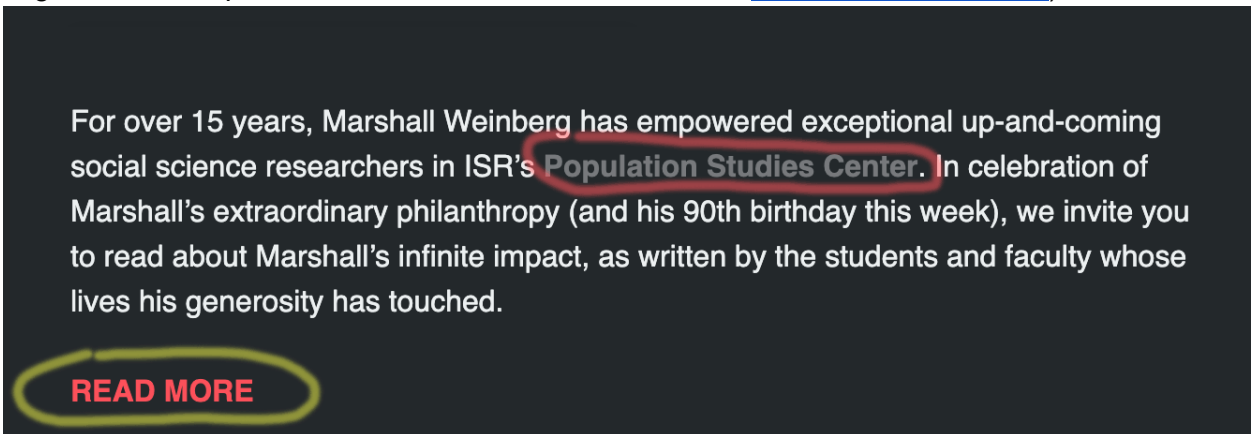 For over 15 years, Marshall Weinberg has empowered exceptional up-and-coming
social science researchers in ISR's Population Studies Center. In celebration of
Marshall's extraordinary philanthropy (and his 90th birthday this week), we invite you
to read about Marshall's infinite impact, as written by the students and faculty whose
lives his generosity has touched.
READ MORE